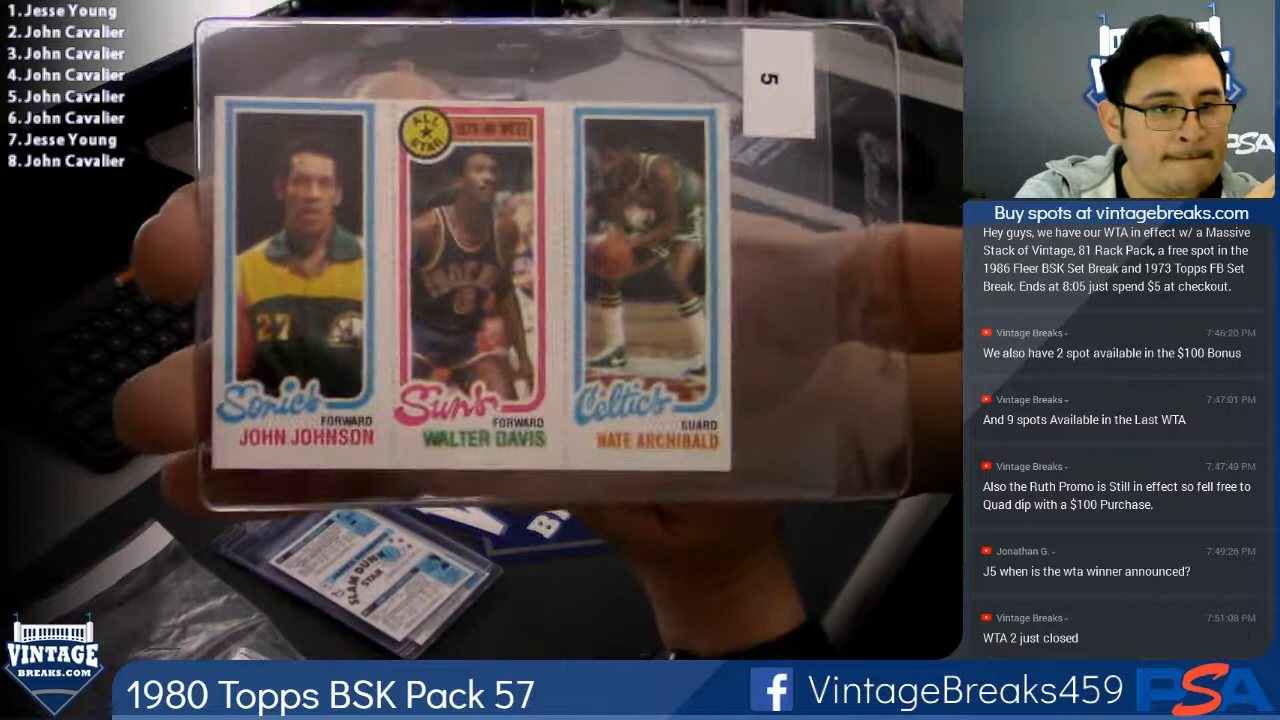 1. Jesse Young
2. John Cavalier
3. John Cavalier
4. John Cavalier
5. John Cavalier
6. John Cavalier
7. Jesse Young
8. John Cavalier
5
ALL
STAR
1979-80 WEST
27
Sonics
FORWARD
JOHN JOHNSON
Suns
FORWARD
WALTER DAVIS
Celtics
GUARD
NATE ARCHIBALD
SLAM DUNK
STAR
PSA
Buy spots at vintagebreaks.com
Hey guys, we have our WTA in effect w/ a Massive
Stack of Vintage, 81 Rack Pack, a free spot in the
1986 Fleer BSK Set Break and 1973 Topps FB Set
Break. Ends at 8:05 just spend $5 at checkout.
Vintage Breaks 7:46:20 PM
We also have 2 spot available in the $100 Bonus
Vintage Breaks 7:47:01 PM
And 9 spots Available in the Last WTA
Vintage Breaks 7:47:49 PM
Also the Ruth Promo is Still in effect so fell free to
Quad dip with a $100 Purchase.
Jonathan G. 7:49:26 PM
J5 when is the wta winner announced?
Vintage Breaks 7:51:08 PM
WTA 2 just closed
VINTAGE
BREAKS.COM
1980 Topps BSK Pack 57
VintageBreaks459
PSA